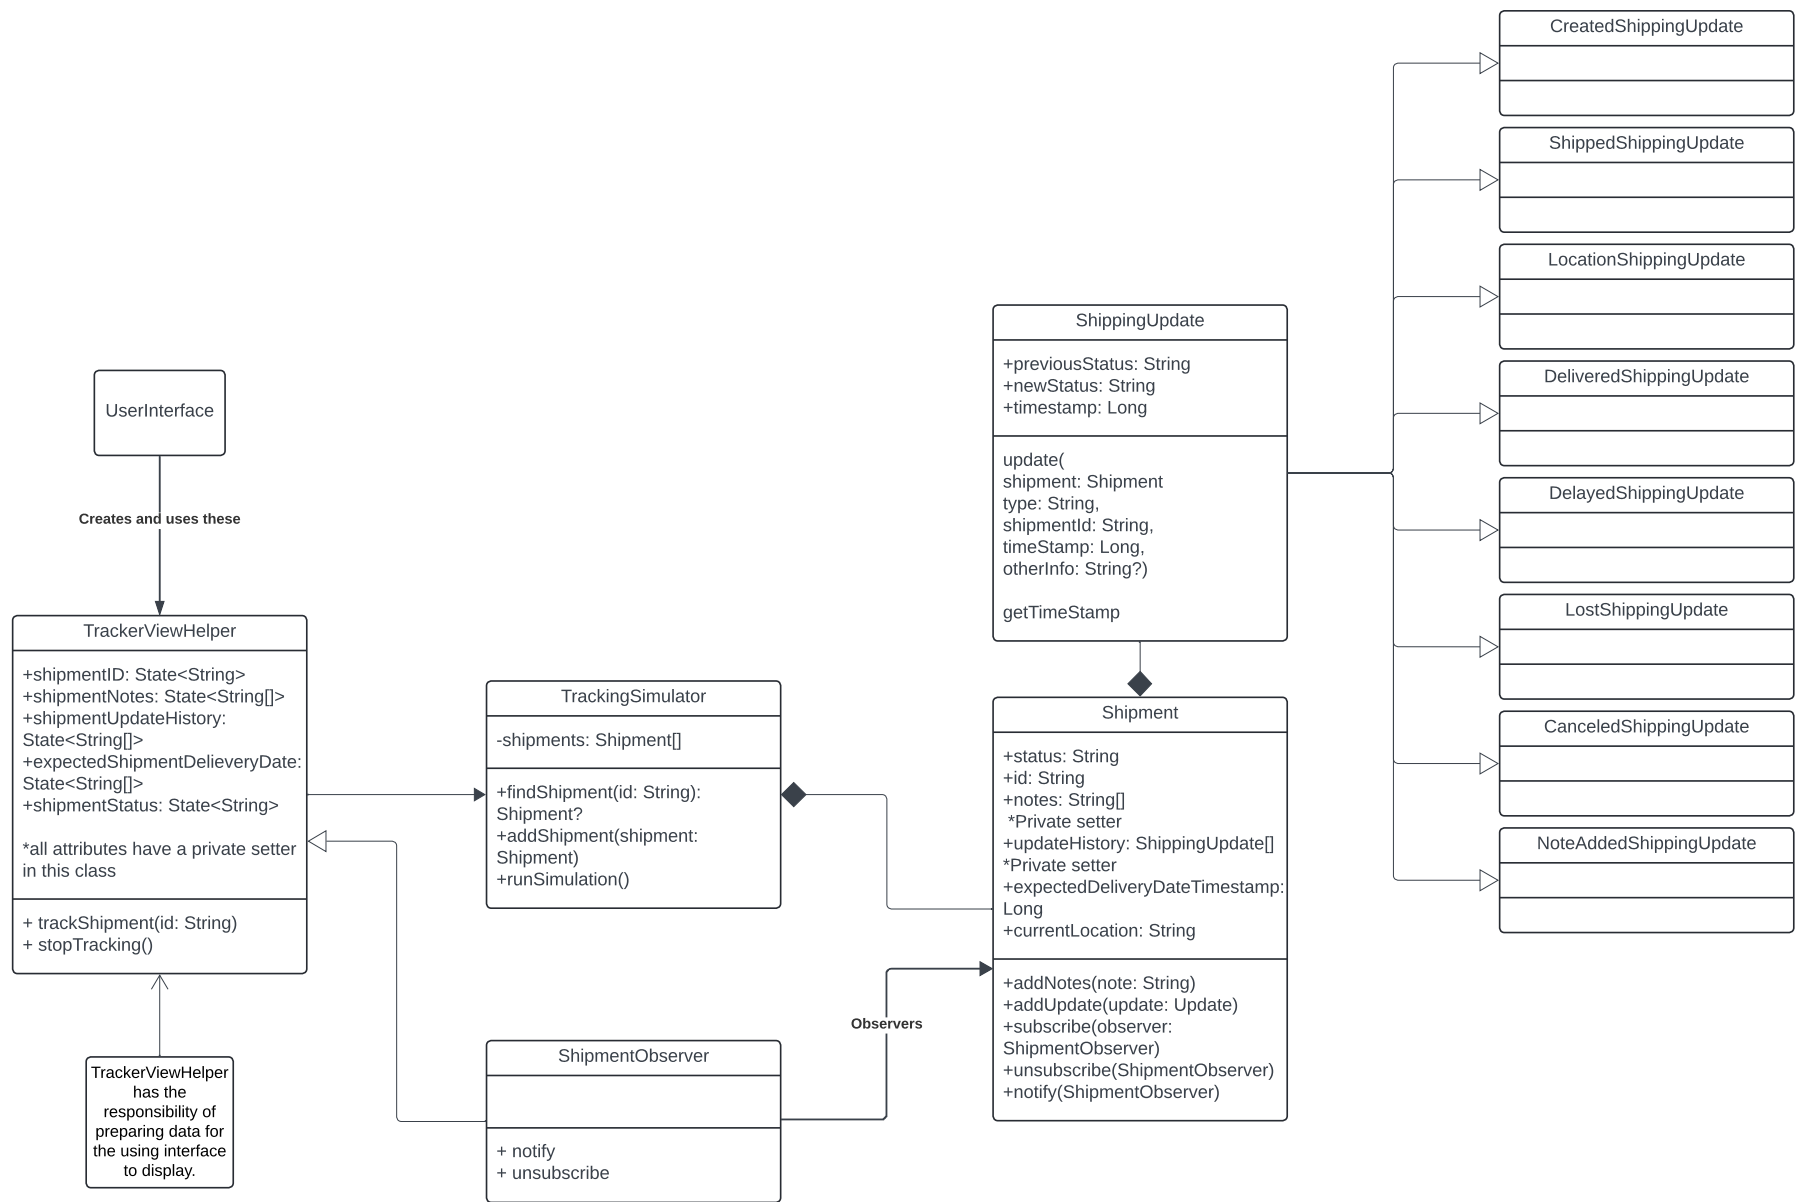 CreatedShippingUpdate
ShippedShippingUpdate
LocationShippingUpdate
DeliveredShippingUpdate
DelayedShippingUpdate
LostShippingUpdate
CanceledShippingUpdate
NoteAddedShippingUpdate
ShippingUpdate
+previousStatus: String
+newStatus: String
+timestamp: Long
update(
shipment: Shipment
type: String,
shipmentId: String,
timeStamp: Long,
otherInfo: String?)
getTimeStamp
UserInterface
Creates and uses these
TrackerViewHelper
+shipmentID: State<String>
+shipmentNotes: State<String[]>
+shipmentUpdateHistory:
State<String[]>
+expectedShipmentDelieveryDate:
State<String[]>
+shipmentStatus: State<String>
*all attributes have a private setter
in this class
+ trackShipment(id: String)
+ stopTracking()
TrackerViewHelper
has the
responsibility of
preparing data for
the using interface
to display.
TrackingSimulator
-shipments: Shipment[]
+findShipment(id: String):
Shipment?
+addShipment(shipment:
Shipment)
+runSimulation()
ShipmentObserver
+ notify
+ unsubscribe
Observers
Shipment
+status: String
+id: String
+notes: String[]
*Private setter
+updateHistory: ShippingUpdate[]
*Private setter
+expectedDeliveryDateTimestamp:
Long
+currentLocation: String
+addNotes(note: String)
+addUpdate(update: Update)
+subscribe(observer:
ShipmentObserver)
+unsubscribe(ShipmentObserver)
+notify(ShipmentObserver)